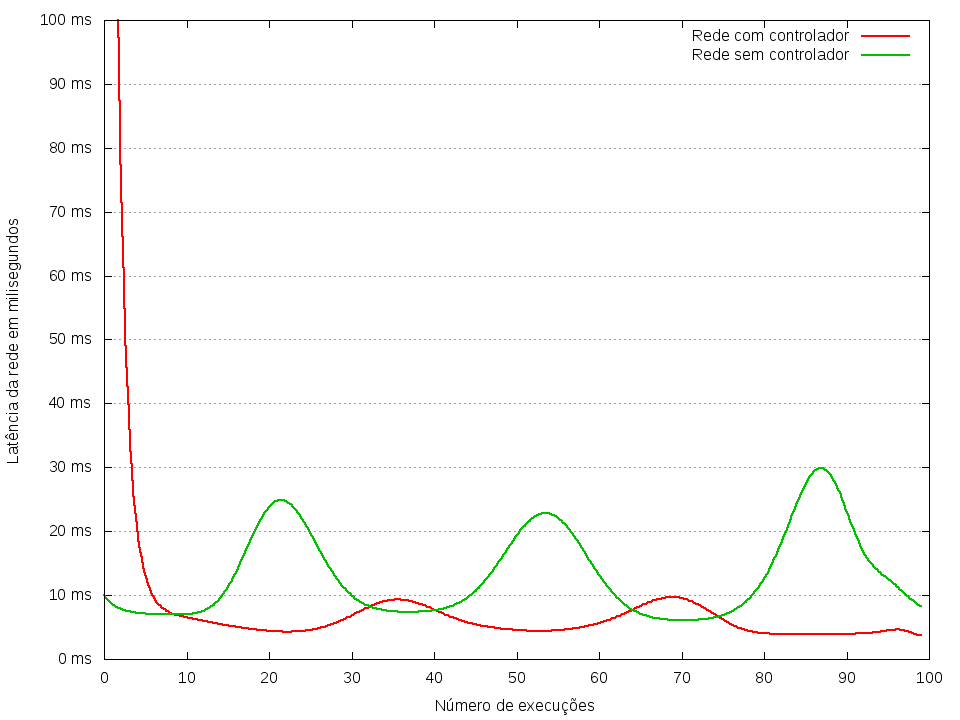 100 ms
90 ms
80 ms
70 ms
60 ms
50 ms
40 ms
30 ms
20 ms
10 ms
0 ms
Rede com controlador
Rede sem controlador
Latência da rede em milisegundos
0 10 20 30 40 50 60 70 80 90 100
Número de execuções